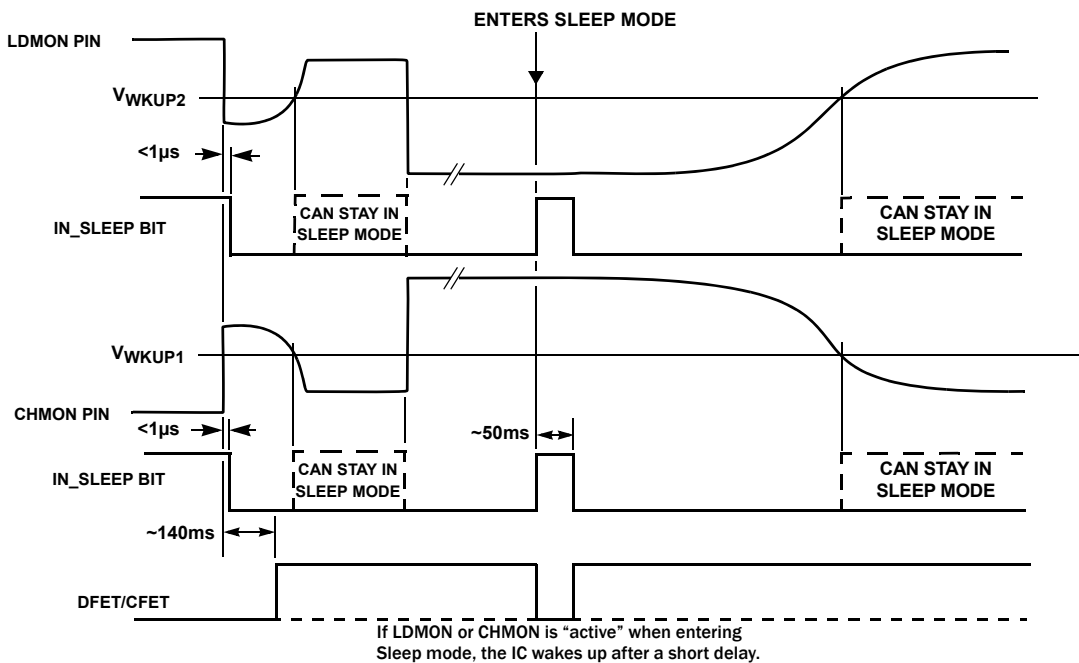 ENTERS SLEEP MODE
LDMON PIN
VWKUP2
<1µs
IN_SLEEP BIT
CAN STAY IN
SLEEP MODE
CAN STAY IN
SLEEP MODE
VWKUP1
CHMON PIN
<1µs
~50ms
IN_SLEEP BIT
CAN STAY IN
SLEEP MODE
CAN STAY IN
SLEEP MODE
~140ms
DFET/CFET
If LDMON or CHMON is “active” when entering
Sleep mode, the IC wakes up after a short delay.